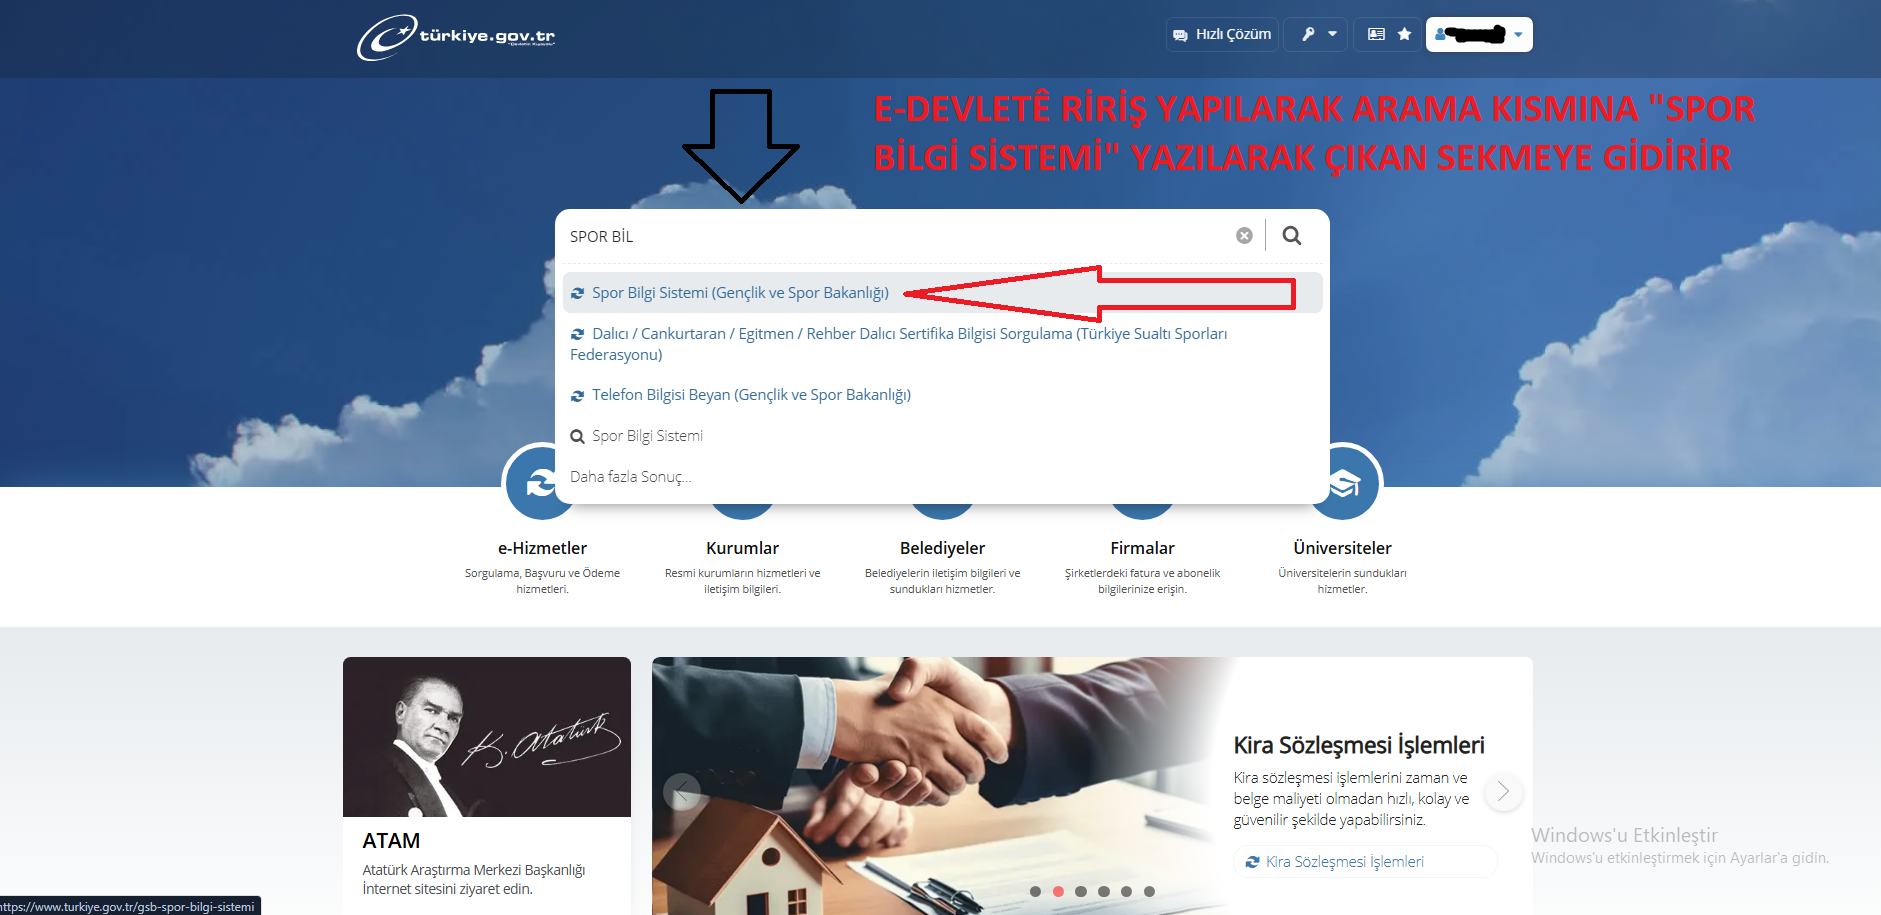 türkiye.gov.tr
Hızlı Çözüm
E-DEVLETÊ RİRİŞ YAPILARAK ARAMA KISMINA "SPOR
BİLGİ SİSTEMİ" YAZILARAK ÇIKAN SEKMEYE GİDİRİR
SPOR BİL
Spor Bilgi Sistemi (Gençlik ve Spor Bakanlığı)
Dalıcı / Cankurtaran / Egitmen / Rehber Dalıcı Sertifika Bilgisi Sorgulama (Türkiye Sualtı Sporları
Federasyonu)
Telefon Bilgisi Beyan (Gençlik ve Spor Bakanlığı)
Spor Bilgi Sistemi
Daha fazla Sonuç...
e-Hizmetler
Sorgulama, Başvuru ve Ödeme
hizmetleri.
Kurumlar
Resmi kurumların hizmetleri ve
iletişim bilgileri.
Belediyeler
Belediyelerin iletişim bilgileri ve
sundukları hizmetler.
Firmalar
Şirketlerdeki fatura ve abonelik
bilgilerinize erişin.
Üniversiteler
Üniversitelerin sundukları
hizmetler.
K. Atatürk
ATAM
Atatürk Araştırma Merkezi Başkanlığı
İnternet sitesini ziyaret edin.
Kira Sözleşmesi İşlemleri
Kira sözleşmesi işlemlerini zaman ve
belge maliyeti olmadan hızlı, kolay ve
güvenilir şekilde yapabilirsiniz.
Kira Sözleşmesi İşlemleri
Windows'u Etkinleştir
Windows'u etkinleştirmek için Ayarlar'a gidin.
https://www.turkiye.gov.tr/gsb-spor-bilgi-sistemi